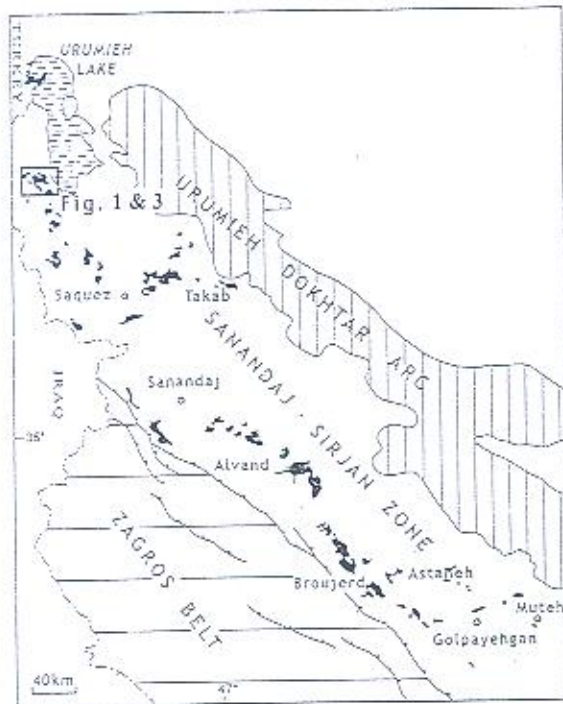 TURKEY
URUMIEH
LAKE
Fig. 1 & 3
URUMIEH DOKHTAR ARC
Saquez
Takab
SANANDAJ - SIRJAN ZONE
IRAQ
Sanandaj
35°
Alvand
ZAGROS BELT
Broujerd
Astaneh
Muteh
Golpayehgan
40km
47°